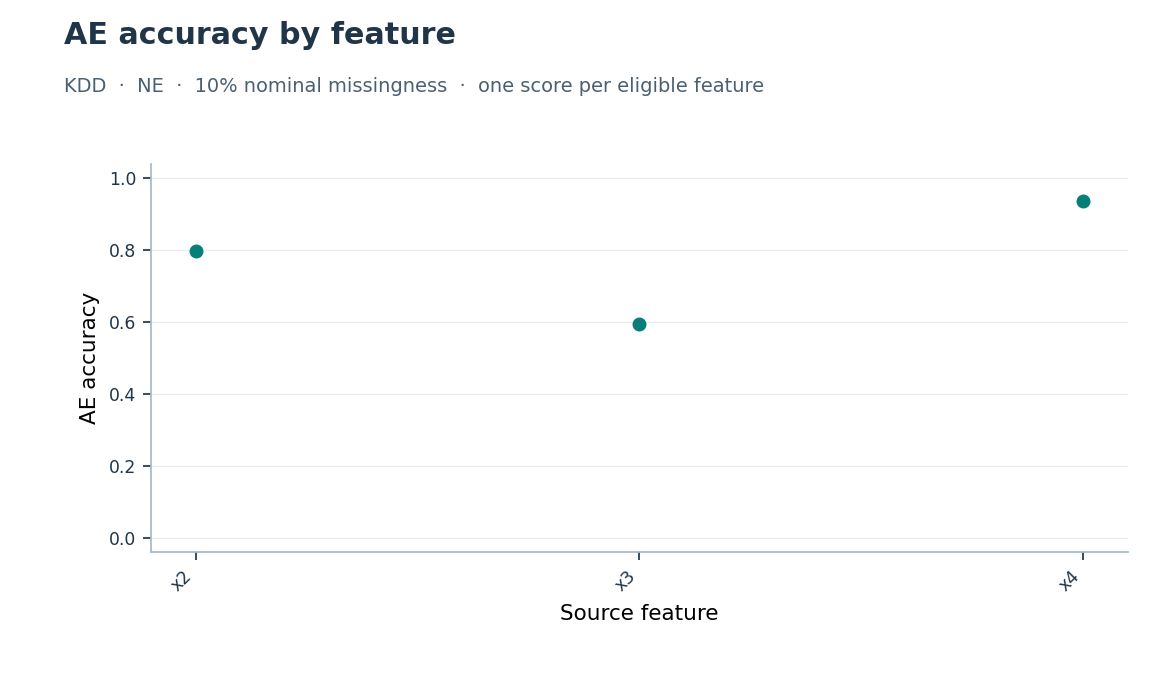 AE accuracy by feature
KDD · NE · 10% nominal missingness · one score per eligible feature
1.0
0.8
0.6
0.4
0.2
0.0
AE accuracy
x2
x3
x4
Source feature